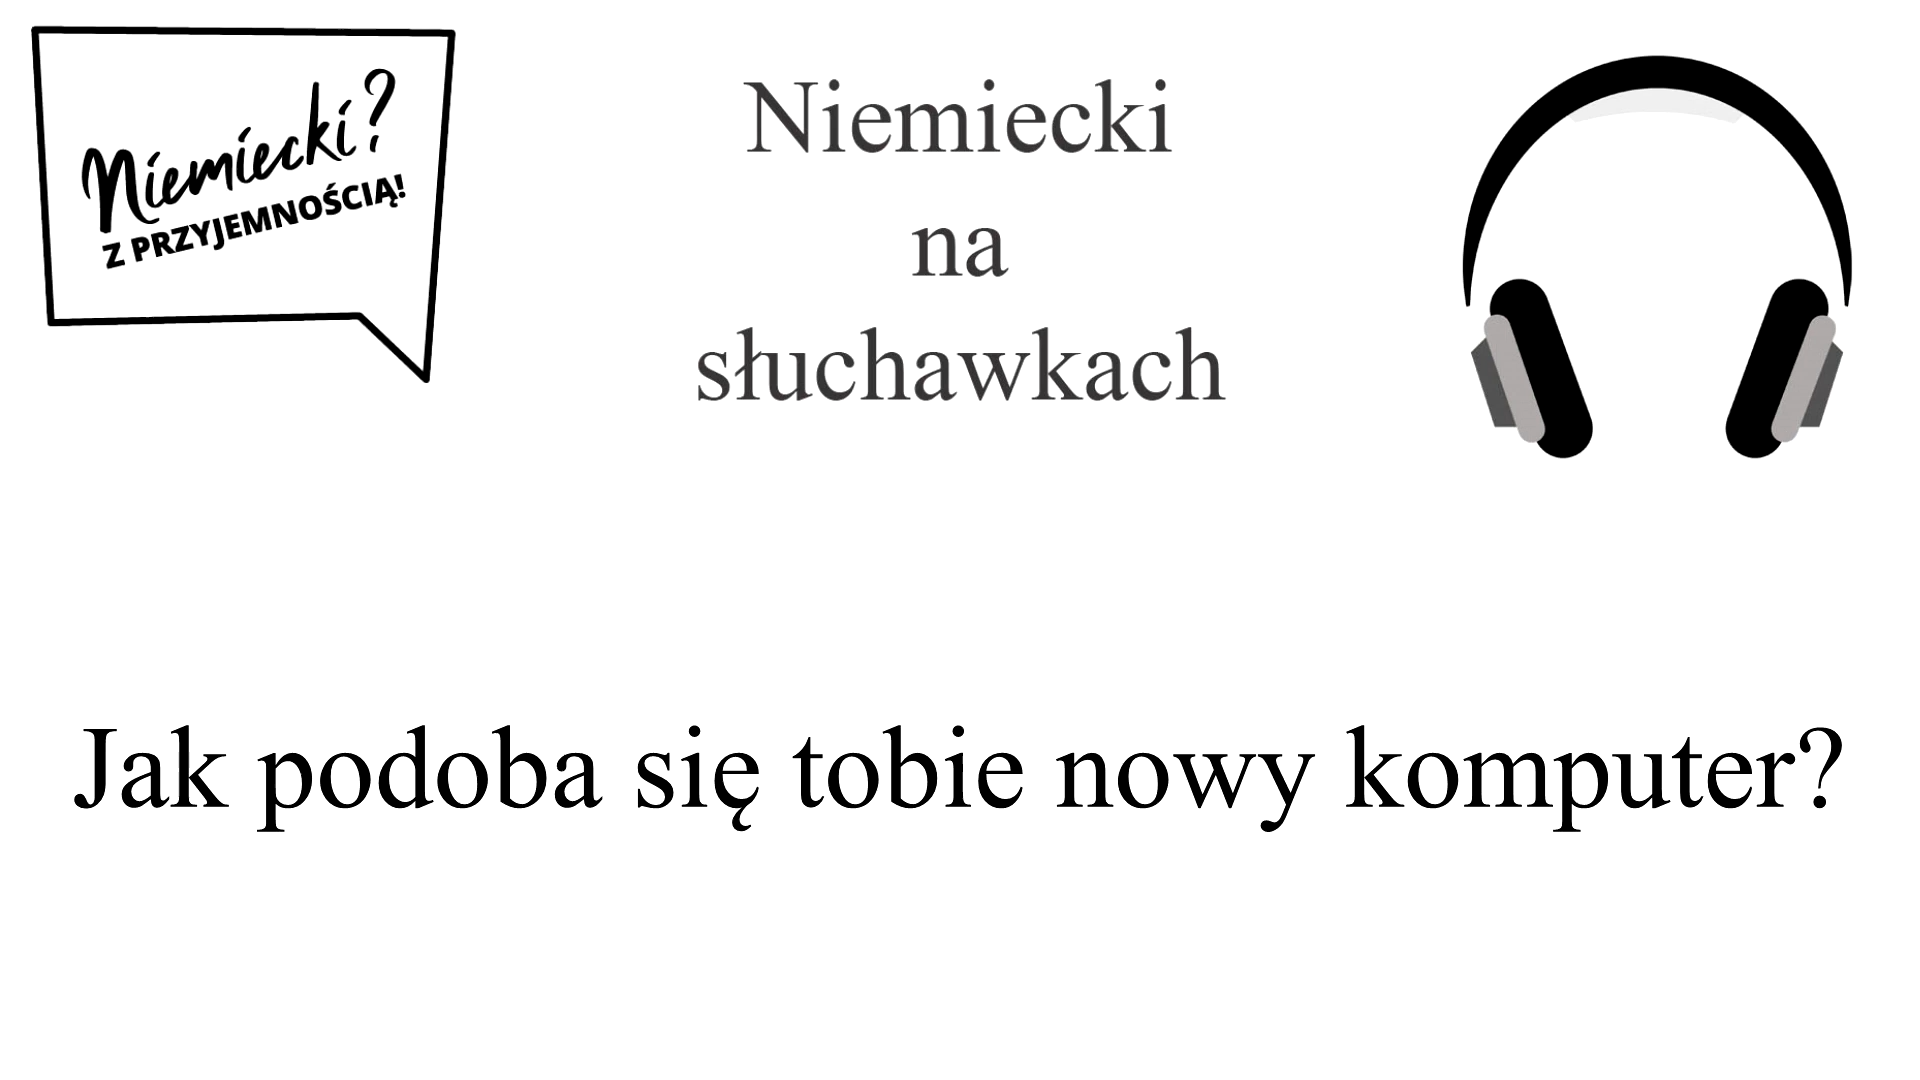 Niemiecki?
Z PRZYJEMNOŚCIĄ!
Niemiecki
na
słuchawkach
Jak podoba się tobie nowy komputer?